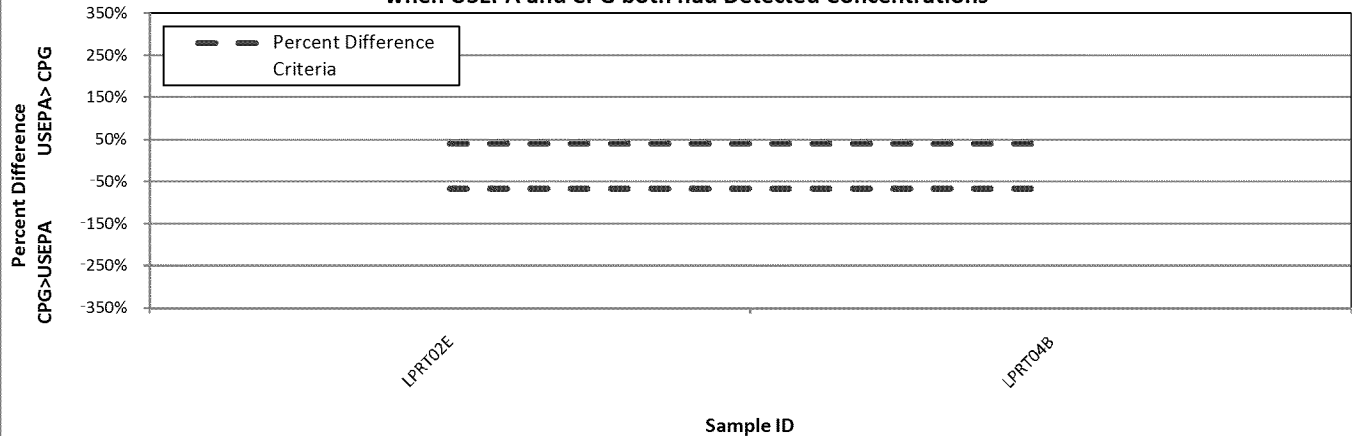 when USEPA and CPG both had Detected Concentrations
350%
250%
150%
50%
-50%
-150%
-250%
-350%
Percent Difference
Criteria
Percent Difference
CPG>USEPA USEPA> CPG
LPRT02E
LPRT04B
Sample ID